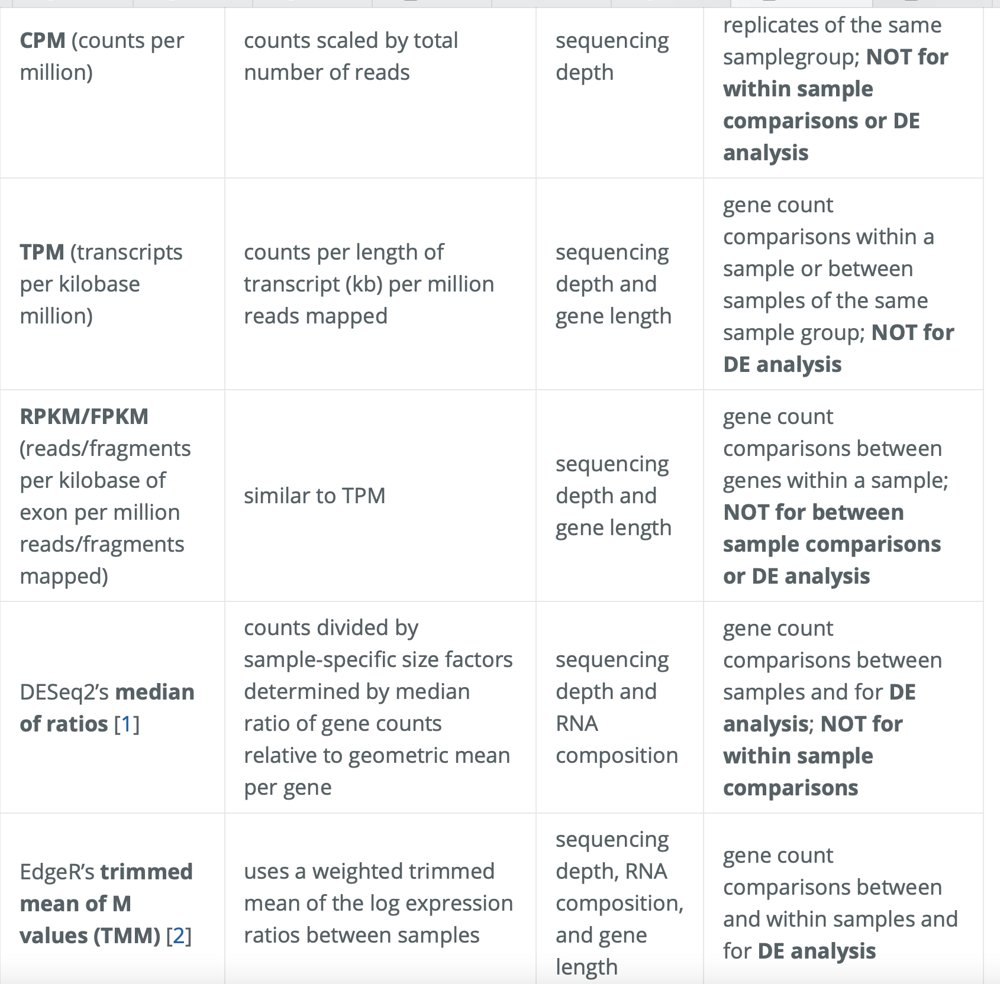 CPM (counts per
million)
counts scaled by total
number of reads
sequencing
depth
replicates of the same
samplegroup; NOT for
within sample
comparisons or DE
analysis
TPM (transcripts
per kilobase
million)
counts per length of
transcript (kb) per million
reads mapped
sequencing
depth and
gene length
gene count
comparisons within a
sample or between
samples of the same
sample group; NOT for
DE analysis
RPKM/FPKM
(reads/fragments
per kilobase of
exon per million
reads/fragments
mapped)
similar to TPM
sequencing
depth and
gene length
gene count
comparisons between
genes within a sample;
NOT for between
sample comparisons
or DE analysis
DESeq2’s median
of ratios [1]
counts divided by
sample-specific size factors
determined by median
ratio of gene counts
relative to geometric mean
per gene
sequencing
depth and
RNA
composition
gene count
comparisons between
samples and for DE
analysis; NOT for
within sample
comparisons
EdgeR’s trimmed
mean of M
values (TMM) [2]
uses a weighted trimmed
mean of the log expression
ratios between samples
sequencing
depth, RNA
composition,
and gene
length
gene count
comparisons between
and within samples and
for DE analysis